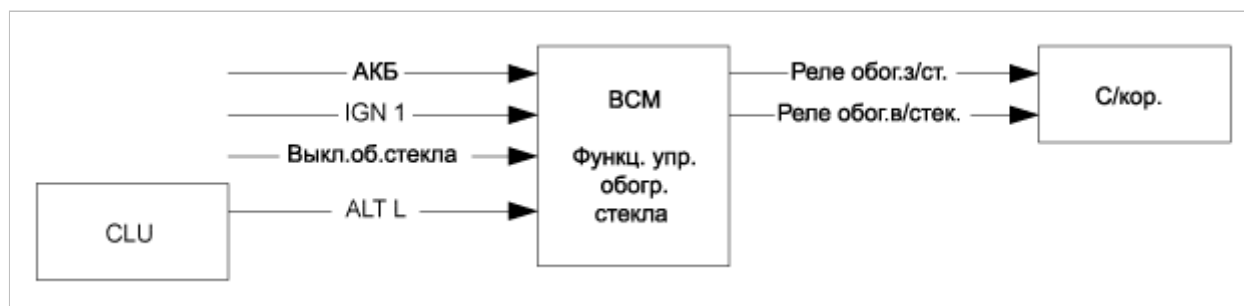 АКБ
IGN 1
Выкл.об.стекла
ALT L
CLU
BCM
Функц. упр.
обогр.
стекла
Реле обог.з/ст.
Реле обог.в/стек.
С/кор.